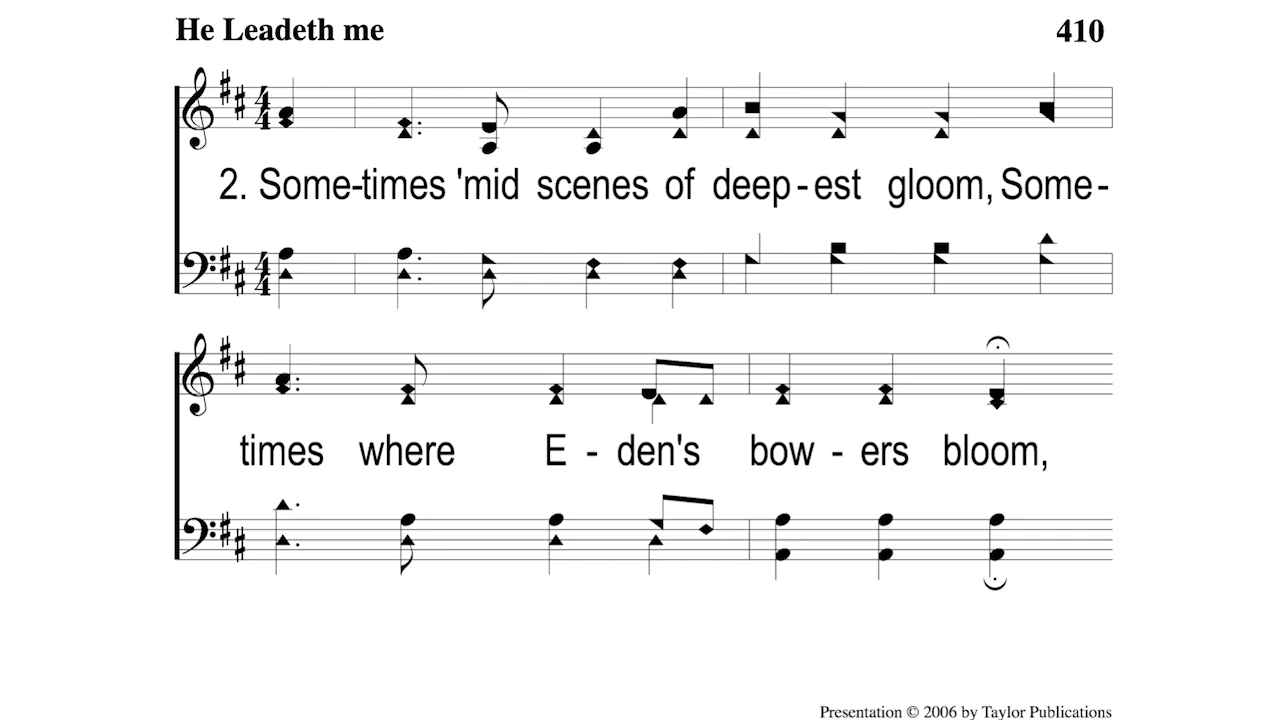 He Leadeth me 410
2. Some-times 'mid scenes of deep-est gloom, Some-
times where E - den's bow - ers bloom,
Presentation © 2006 by Taylor Publications